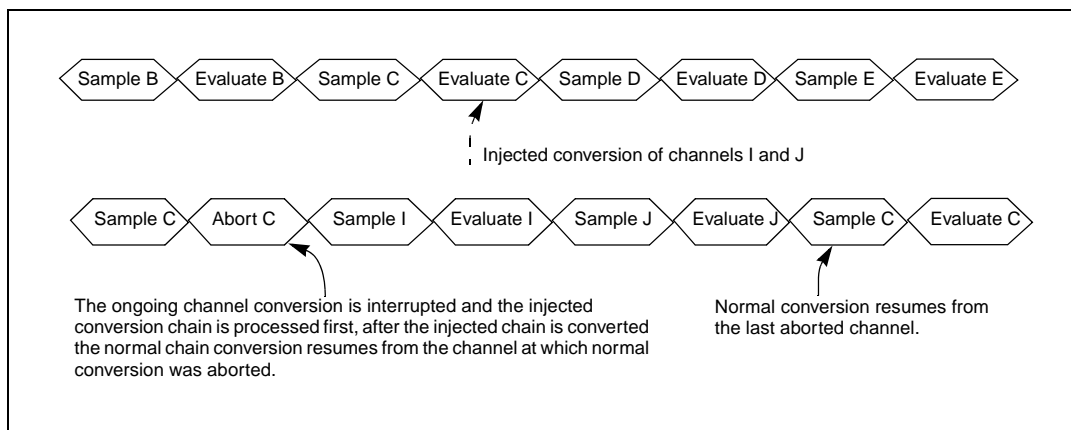 Sample B Evaluate B Sample C Evaluate C Sample D Evaluate D Sample E Evaluate E
Injected conversion of channels I and J
Sample C Abort C Sample I Evaluate I Sample J Evaluate J Sample C Evaluate C
The ongoing channel conversion is interrupted and the injected
conversion chain is processed first, after the injected chain is converted
the normal chain conversion resumes from the channel at which normal
conversion was aborted.
Normal conversion resumes from
the last aborted channel.